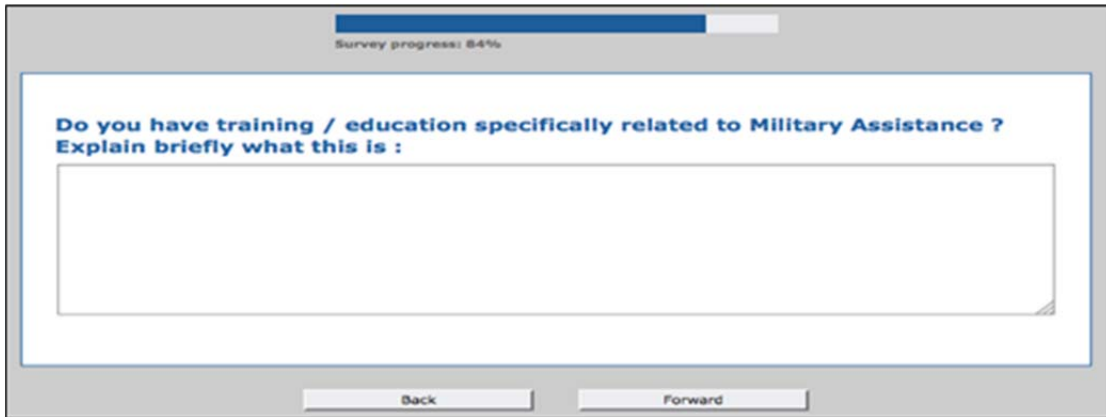 Survey progress: 84%
Do you have training / education specifically related to Military Assistance ?
Explain briefly what this is :
Back
Forward